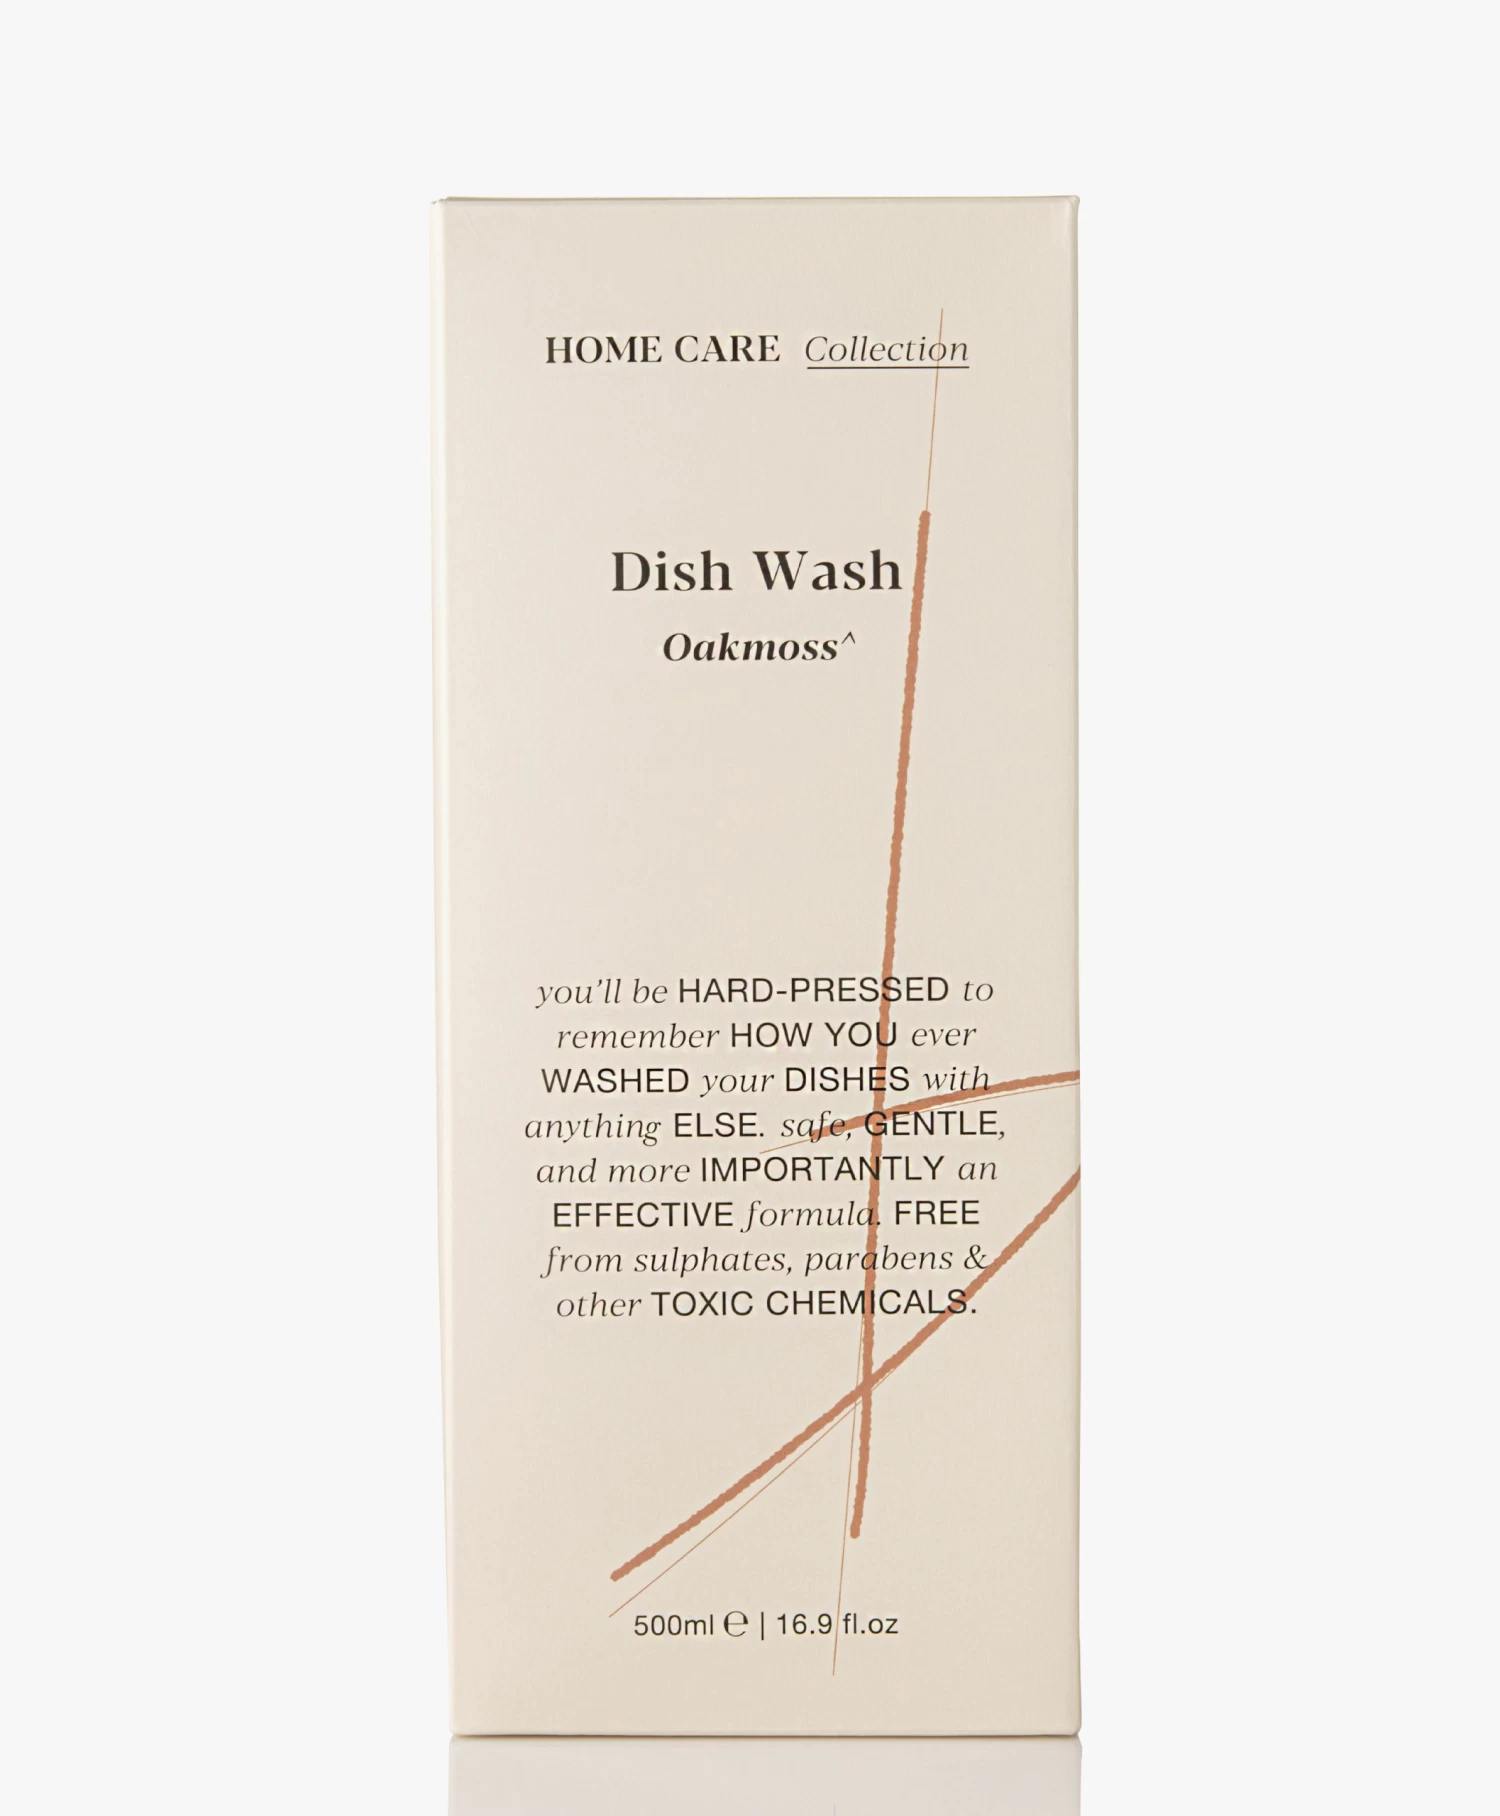 HOME CARE Collection
Dish Wash
Oakmoss^
you'll be HARD-PRESSED to
remember HOW YOU ever
WASHED your DISHES with
anything ELSE. safe, GENTLE,
and more IMPORTANTLY an
EFFECTIVE formula. FREE
from sulphates, parabens &
other TOXIC CHEMICALS.
500ml ℮ | 16.9 fl.oz